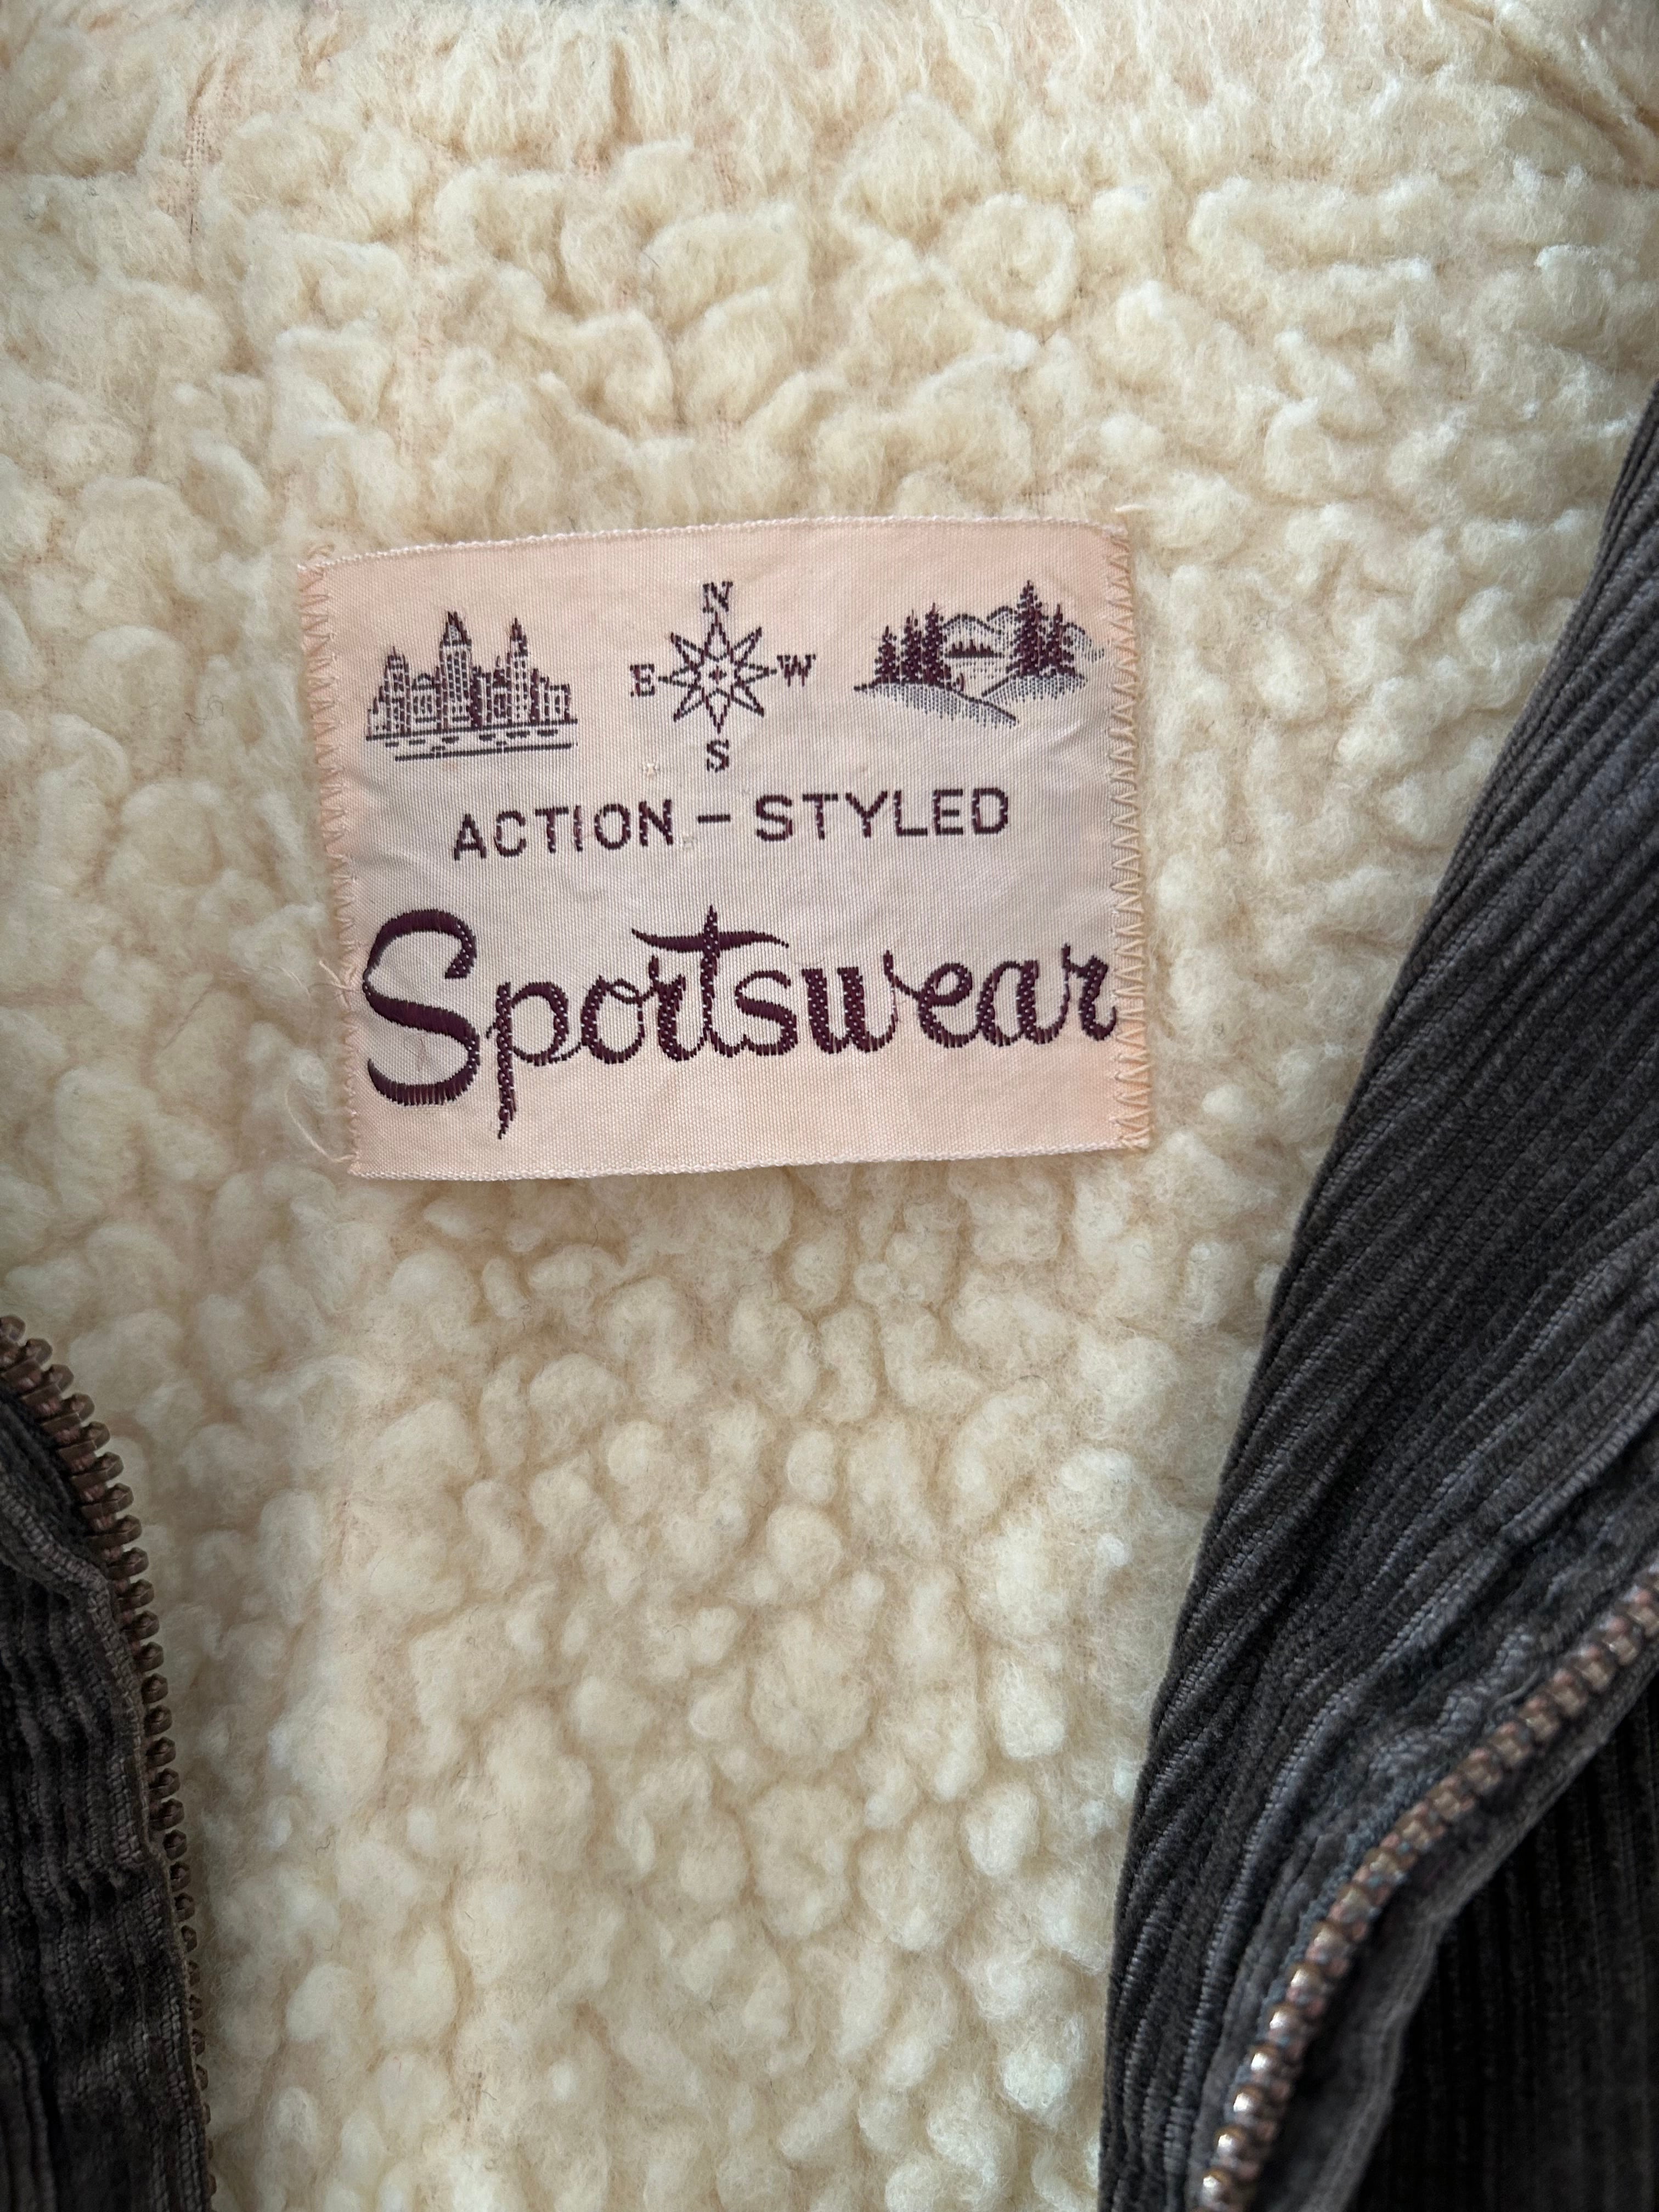 N
E W
S
ACTION - STYLED
Sportswear